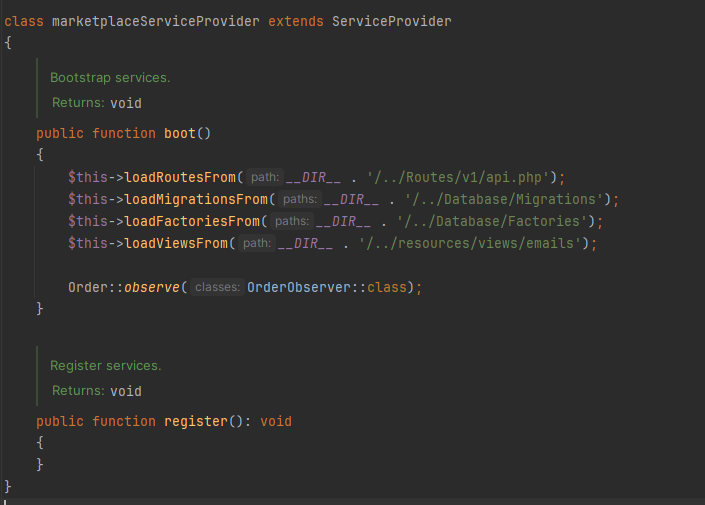 class marketplaceServiceProvider extends ServiceProvider
{
Bootstrap services.
Returns: void
public function boot()
{
$this->loadRoutesFrom( path: __DIR__ . '/../Routes/v1/api.php');
$this->loadMigrationsFrom( paths: __DIR__ . '/../Database/Migrations');
$this->loadFactoriesFrom( paths: __DIR__ . '/../Database/Factories');
$this->loadViewsFrom( path: __DIR__ . '/../resources/views/emails');
Order::observe( classes: OrderObserver::class);
}
Register services.
Returns: void
public function register(): void
{
}
}